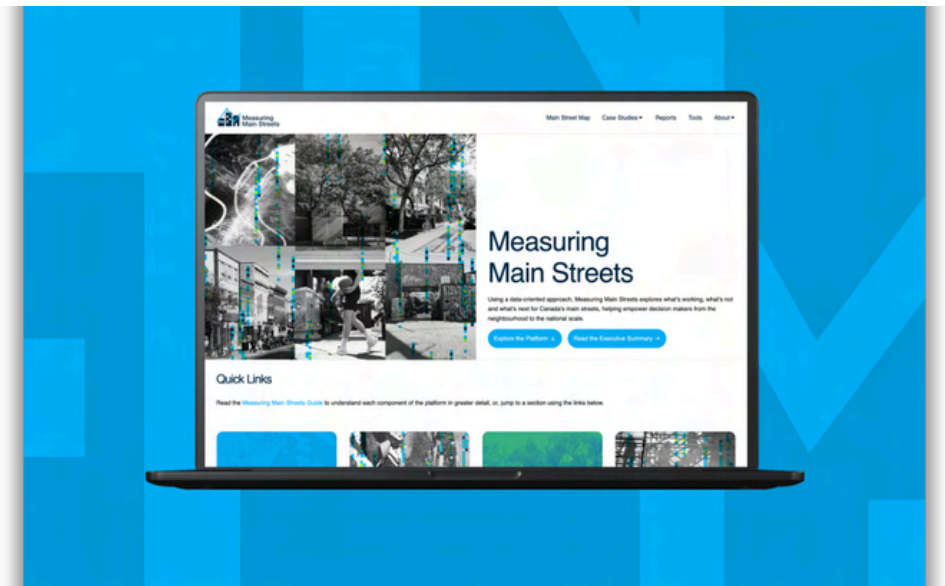 Measuring
Main Streets
Main Street Map Case Studies Reports Tools About
Measuring
Main Streets
Using a data-oriented approach, Measuring Main Streets explores what's working, what's not
and what's next for Canada's main streets, helping empower decision makers from the
neighbourhood to the national scale.
Explore the Platform ↓ Read the Executive Summary →
Quick Links
Read the Measuring Main Streets Guide to understand each component of the platform in greater detail, or, jump to a section using the links below.